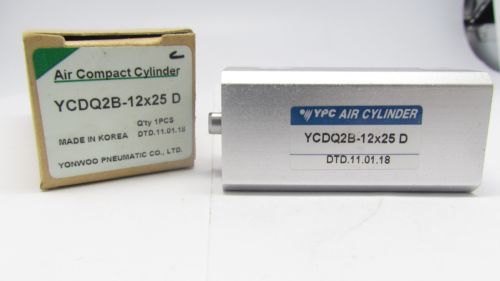 Air Compact Cylinder
YCDQ2B-12x25 D
Q'ty 1PCS
MADE IN KOREA DTD.11.01.18
YONWOO PNEUMATIC CO., LTD.
YPC AIR CYLINDER
YCDQ2B-12x25 D
DTD.11.01.18